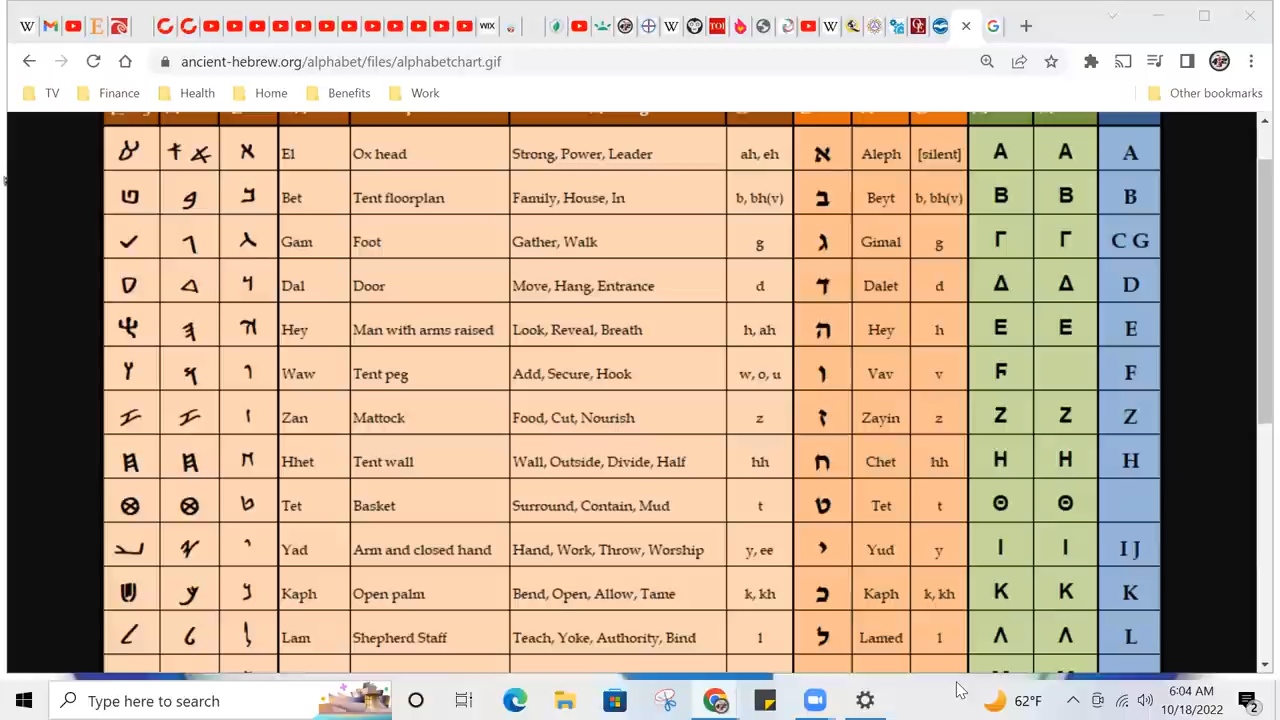 W M E WIX TOI W GE G
ancient-hebrew.org/alphabet/files/alphabetchart.gif
TV Finance Health Home Benefits Work Other bookmarks
א El Ox head Strong, Power, Leader ah, eh א Aleph [silent] A A A
Bet Tent floorplan Family, House, In b, bh(v) ב Beyt b, bh(v) B B B
Gam Foot Gather, Walk g ג Gimal g Γ Γ C G
Dal Door Move, Hang, Entrance d ד Dalet d Δ Δ D
Hey Man with arms raised Look, Reveal, Breath h, ah ה Hey h E E E
Waw Tent peg Add, Secure, Hook w, o, u ו Vav v F F
Zan Mattock Food, Cut, Nourish z ז Zayin z Z Z Z
Hhet Tent wall Wall, Outside, Divide, Half hh ח Chet hh H H H
Tet Basket Surround, Contain, Mud t ט Tet t Θ Θ
Yad Arm and closed hand Hand, Work, Throw, Worship y, ee י Yud y I I I J
Kaph Open palm Bend, Open, Allow, Tame k, kh כ Kaph k, kh K K K
Lam Shepherd Staff Teach, Yoke, Authority, Bind l ל Lamed l Λ Λ L
Type here to search 62°F 6:04 AM
10/18/2022 2